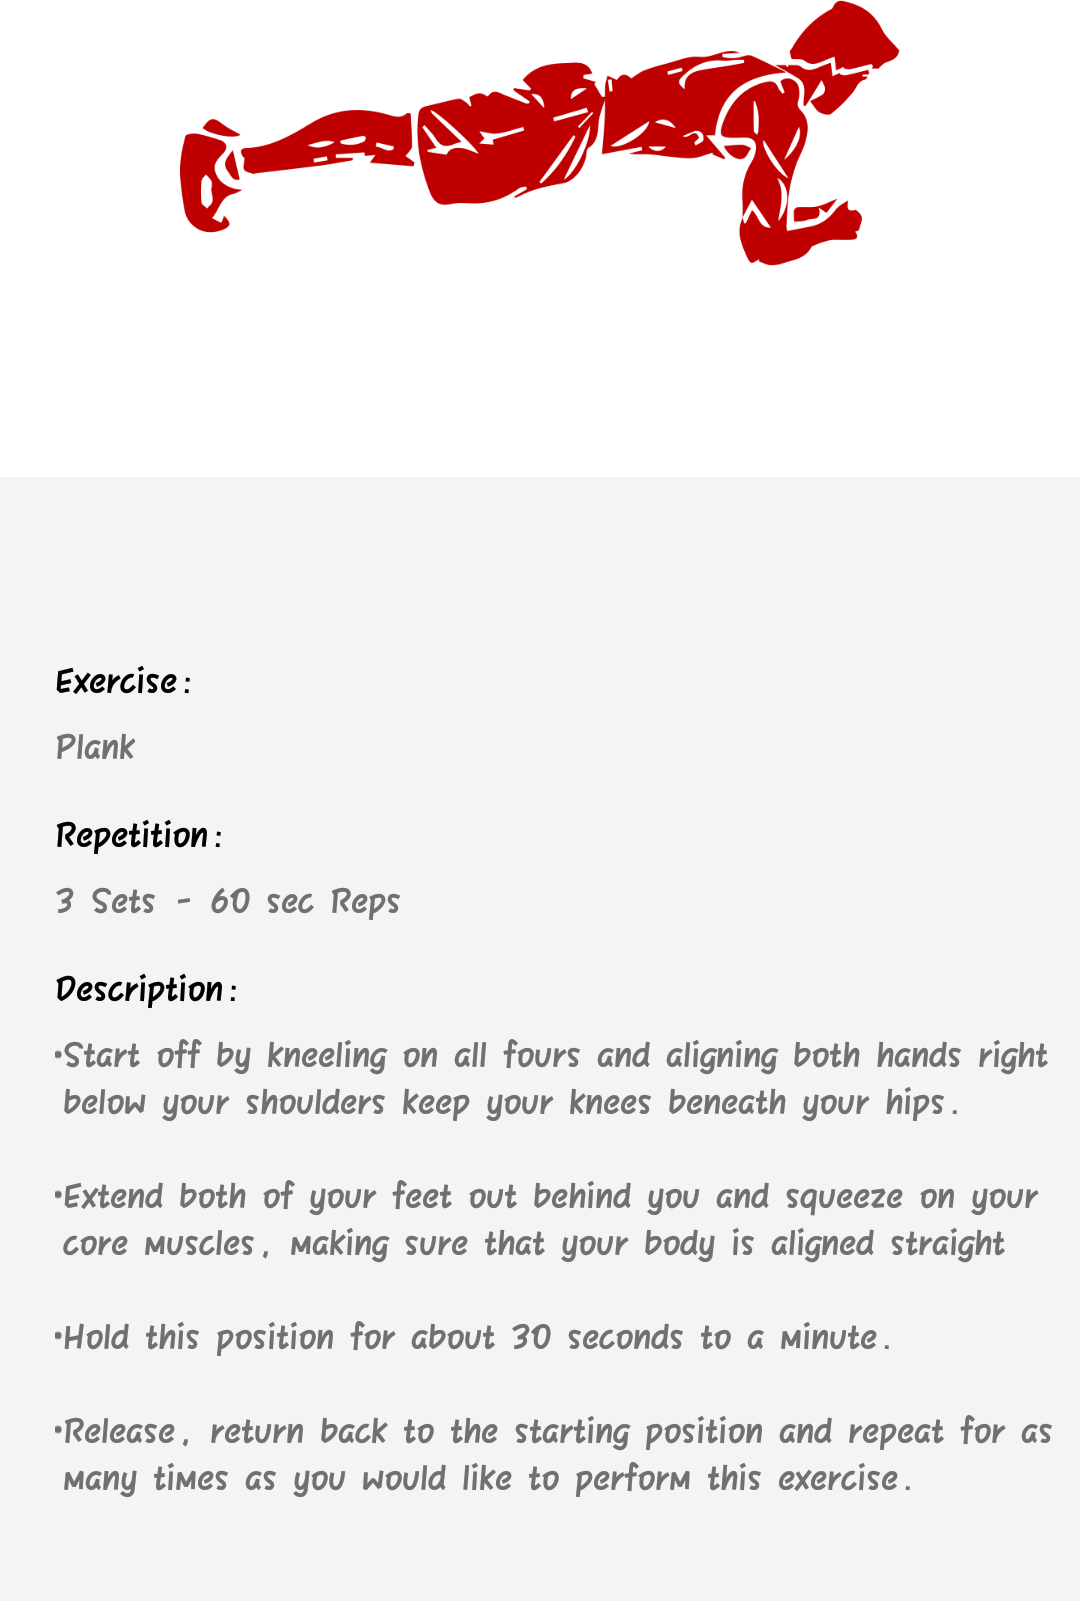 Exercise:
Plank
Repetition:
3 Sets - 60 sec Reps
Description:
•Start off by kneeling on all fours and aligning both hands right
below your shoulders keep your knees beneath your hips.
•Extend both of your feet out behind you and squeeze on your
core muscles, making sure that your body is aligned straight
•Hold this position for about 30 seconds to a minute.
•Release, return back to the starting position and repeat for as
many times as you would like to perform this exercise.